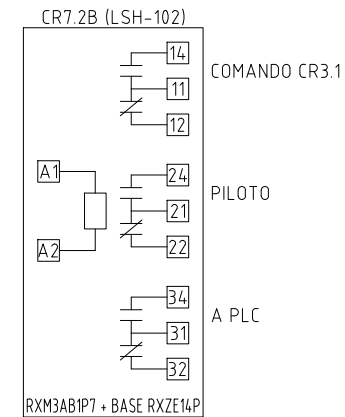 CR7.2B (LSH-102)
14
COMANDO CR3.1
11
12
A1
24
PILOTO
21
A2
22
34
A PLC
31
32
RXM3AB1P7 + BASE RXZE14P